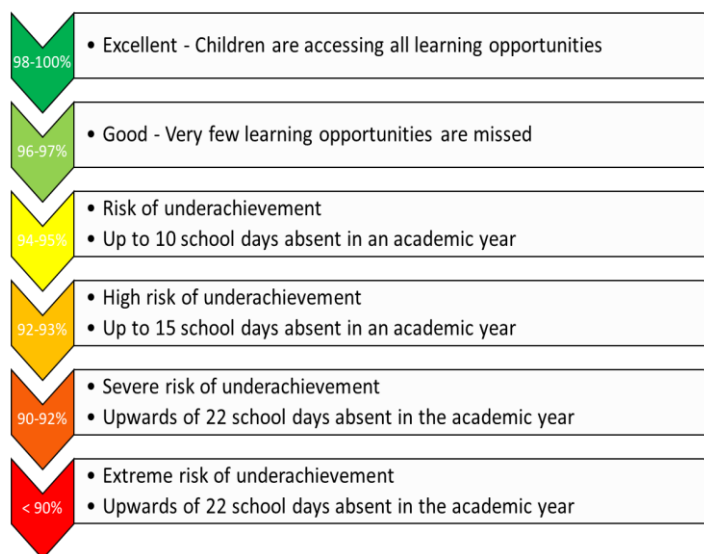 98-100%
• Excellent - Children are accessing all learning opportunities
96-97%
• Good - Very few learning opportunities are missed
94-95%
• Risk of underachievement
• Up to 10 school days absent in an academic year
92-93%
• High risk of underachievement
• Up to 15 school days absent in an academic year
90-92%
• Severe risk of underachievement
• Upwards of 22 school days absent in the academic year
< 90%
• Extreme risk of underachievement
• Upwards of 22 school days absent in the academic year